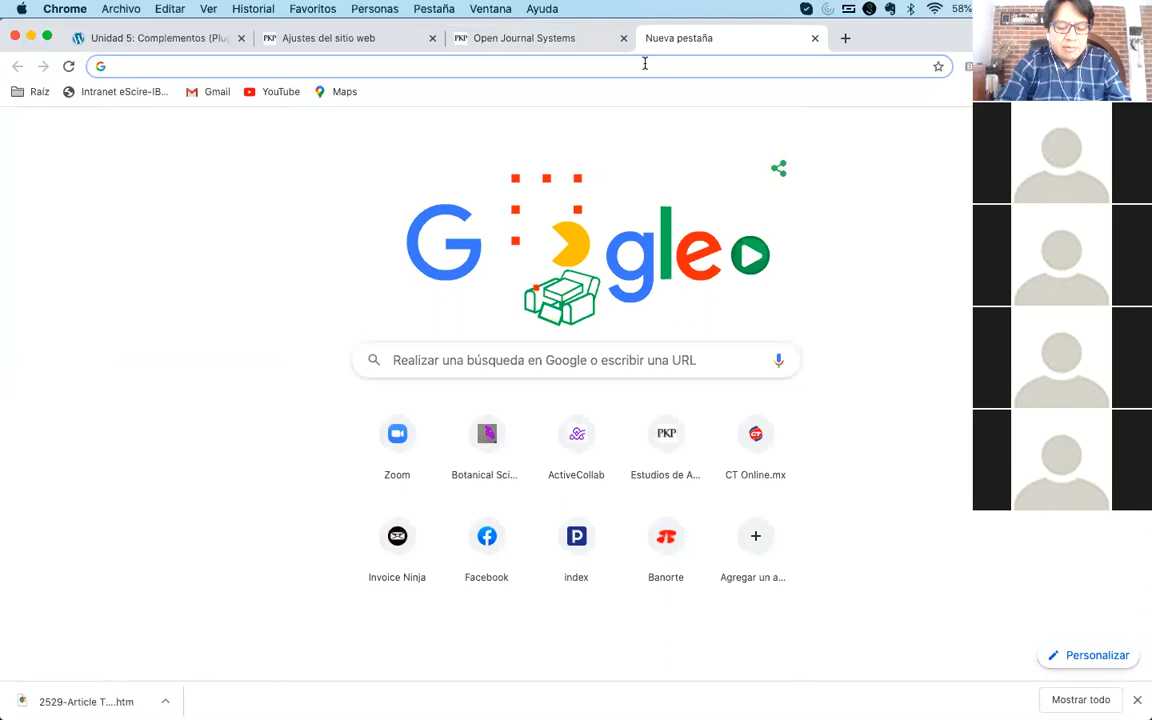 Chrome Archivo Editar Ver Historial Favoritos Personas Pestaña Ventana Ayuda 58%
Unidad 5: Complementos (Plu Ajustes del sitio web Open Journal Systems Nueva pestaña
Raíz Intranet eScire-IB... Gmail YouTube Maps
G gle
Realizar una búsqueda en Google o escribir una URL
PKP
Zoom Botanical Sci... ActiveCollab Estudios de A... CT Online.mx
Invoice Ninja Facebook index Banorte Agregar un a...
Personalizar
2529-Article T....htm Mostrar todo